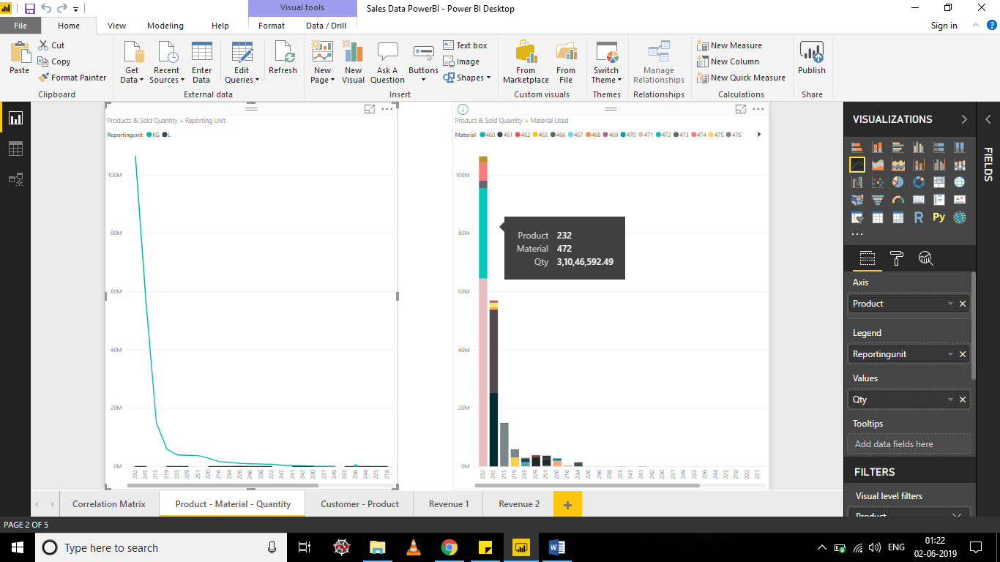 Visual tools
Sales Data PowerBI - Power BI Desktop
File
Home
View
Modeling
Help
Format
Data / Drill
Sign in
Paste
Cut
Copy
Format Painter
Clipboard
Get Data
Recent Sources
Enter Data
External data
Edit Queries
Refresh
New Page
New Visual
Ask A Question
Buttons
Text box
Image
Shapes
Insert
From Marketplace
From File
Custom visuals
Switch Theme
Themes
Manage Relationships
Relationships
New Measure
New Column
New Quick Measure
Calculations
Publish
Share
Products & Sold Quantity + Reporting Unit
Reportingunit KG L
100M
80M
60M
40M
20M
0M
232 245 215 219 235 229 251 220 216 234 226 246 238 223 247 241 242 230 231 249 233 236 250 225 218
Product & Sold Quantity + Material Used
Material 460 461 462 463 466 467 468 469 470 471 472 473 474 475 476
100M
80M
60M
40M
20M
0M
Product 232
Material 472
Qty 3,10,46,592.49
232 245 215 219 235 229 251 220 216 234 226 246 238 223 247 241 242 230 231 249 233 236 225 218 222 221
VISUALIZATIONS
FIELDS
R
Py
Axis
Product
Legend
Reportingunit
Values
Qty
Tooltips
Add data fields here
FILTERS
Visual level filters
Product
Correlation Matrix
Product - Material - Quantity
Customer - Product
Revenue 1
Revenue 2
PAGE 2 OF 5
Type here to search
ENG
01:22
02-06-2019